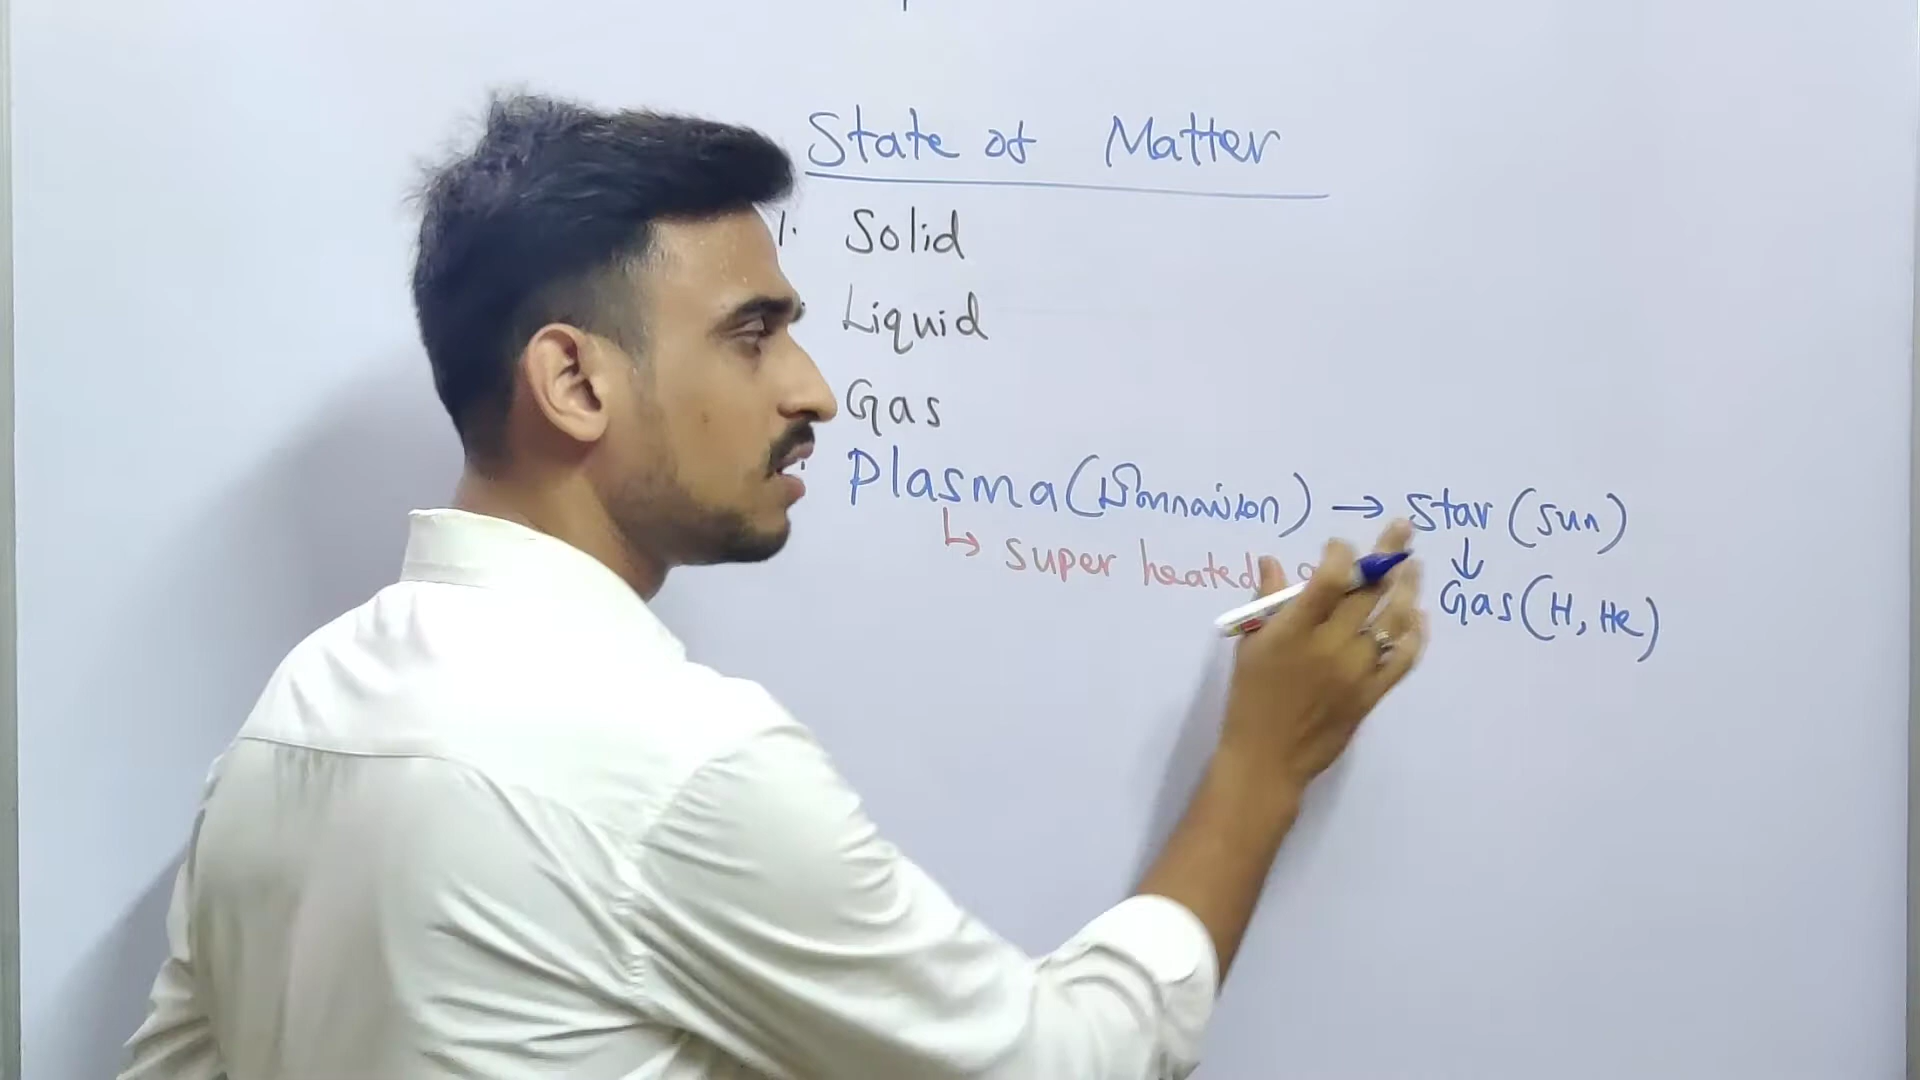 State of Matter
1. Solid
Liquid
Gas
Plasma ( ) → Star (Sun)
↳ super heated
↓
Gas (H, He)